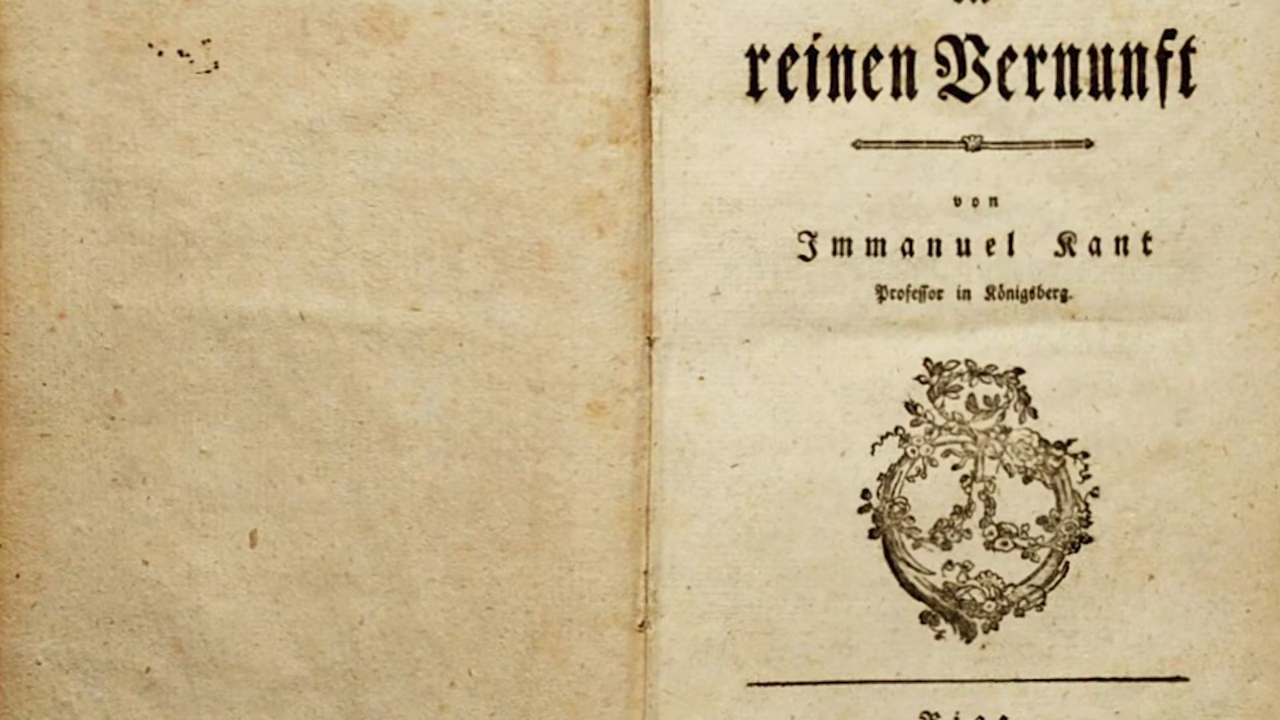 reinen Vernunft
von
Immanuel Kant
Professor in Königsberg.